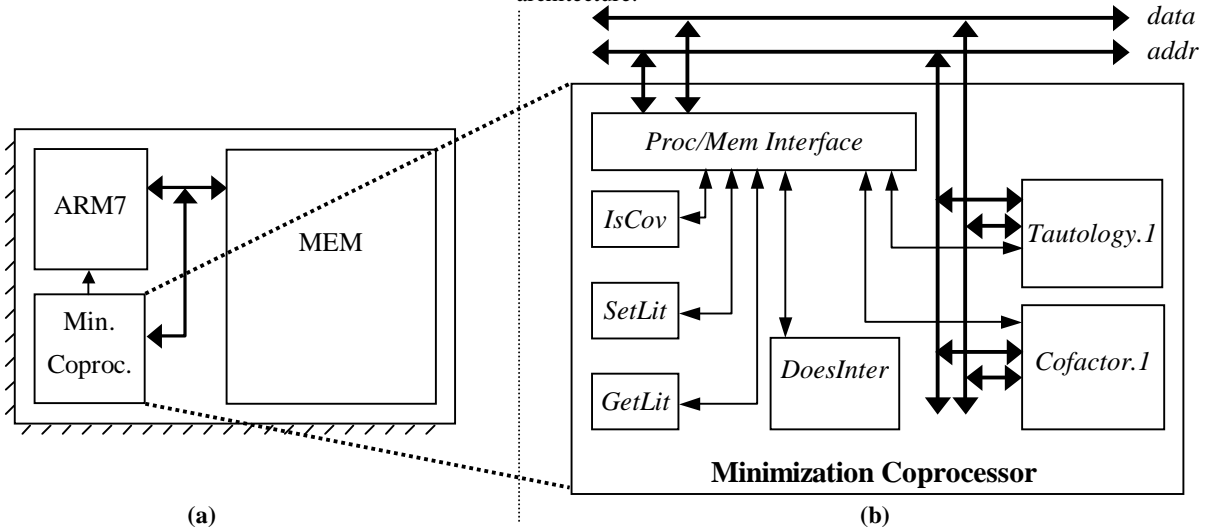 data
addr
Proc/Mem Interface
ARM7
MEM
IsCov
Tautology.1
SetLit
Min.
Coproc.
DoesInter
Cofactor.1
GetLit
Minimization Coprocessor
(a)
(b)